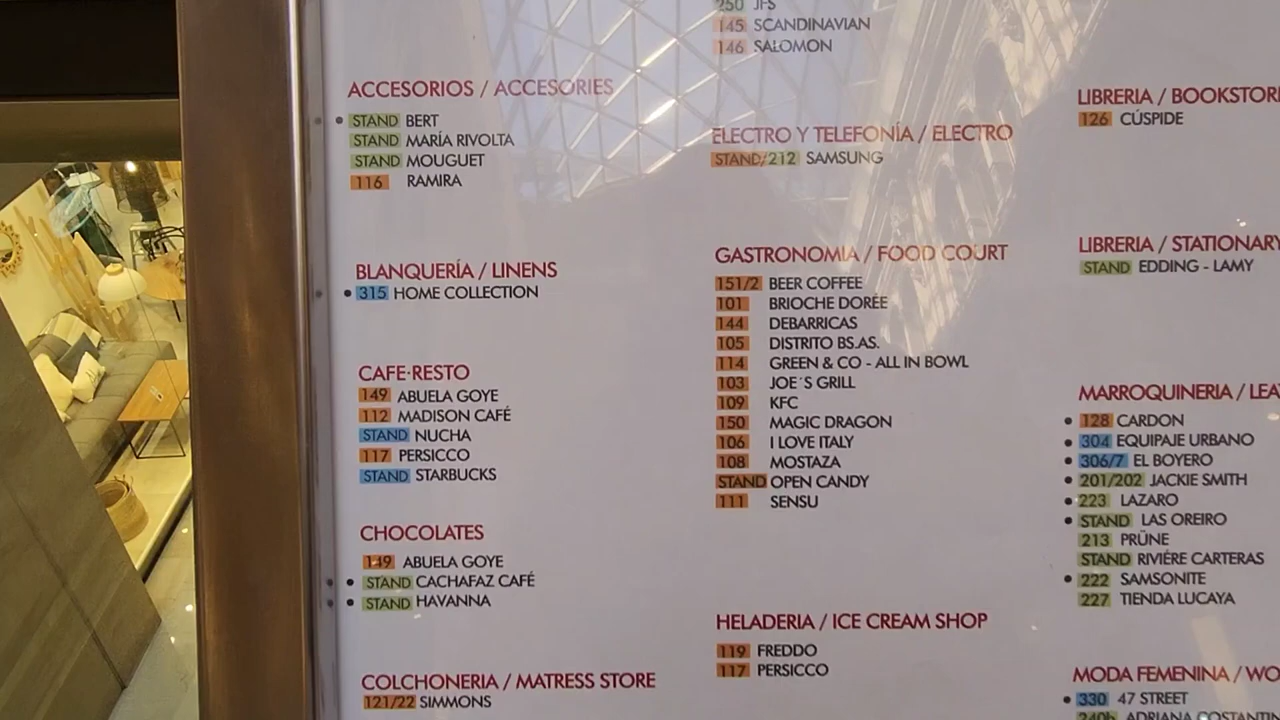 ACCESORIOS / ACCESORIES
STAND BERT
STAND MARÍA RIVOLTA
STAND MOUGUET
116 RAMIRA
BLANQUERÍA / LINENS
315 HOME COLLECTION
CAFE·RESTO
149 ABUELA GOYE
112 MADISON CAFÉ
STAND NUCHA
117 PERSICCO
STAND STARBUCKS
CHOCOLATES
149 ABUELA GOYE
STAND CACHAFAZ CAFÉ
STAND HAVANNA
COLCHONERIA / MATRESS STORE
121/22 SIMMONS
250 JFS
145 SCANDINAVIAN
146 SALOMON
ELECTRO Y TELEFONÍA / ELECTRO
STAND/212 SAMSUNG
GASTRONOMIA / FOOD COURT
151/2 BEER COFFEE
101 BRIOCHE DORÉE
144 DEBARRICAS
105 DISTRITO BS.AS.
114 GREEN & CO - ALL IN BOWL
103 JOE´S GRILL
109 KFC
150 MAGIC DRAGON
106 I LOVE ITALY
108 MOSTAZA
STAND OPEN CANDY
111 SENSU
HELADERIA / ICE CREAM SHOP
119 FREDDO
117 PERSICCO
LIBRERIA / BOOKSTOR
126 CÚSPIDE
LIBRERIA / STATIONARY
STAND EDDING - LAMY
MARROQUINERIA / LEA
128 CARDON
304 EQUIPAJE URBANO
306/7 EL BOYERO
201/202 JACKIE SMITH
223 LAZARO
STAND LAS OREIRO
213 PRÜNE
STAND RIVIÉRE CARTERAS
222 SAMSONITE
227 TIENDA LUCAYA
MODA FEMENINA / WO
330 47 STREET
240b ADRIANA COSTANTIN